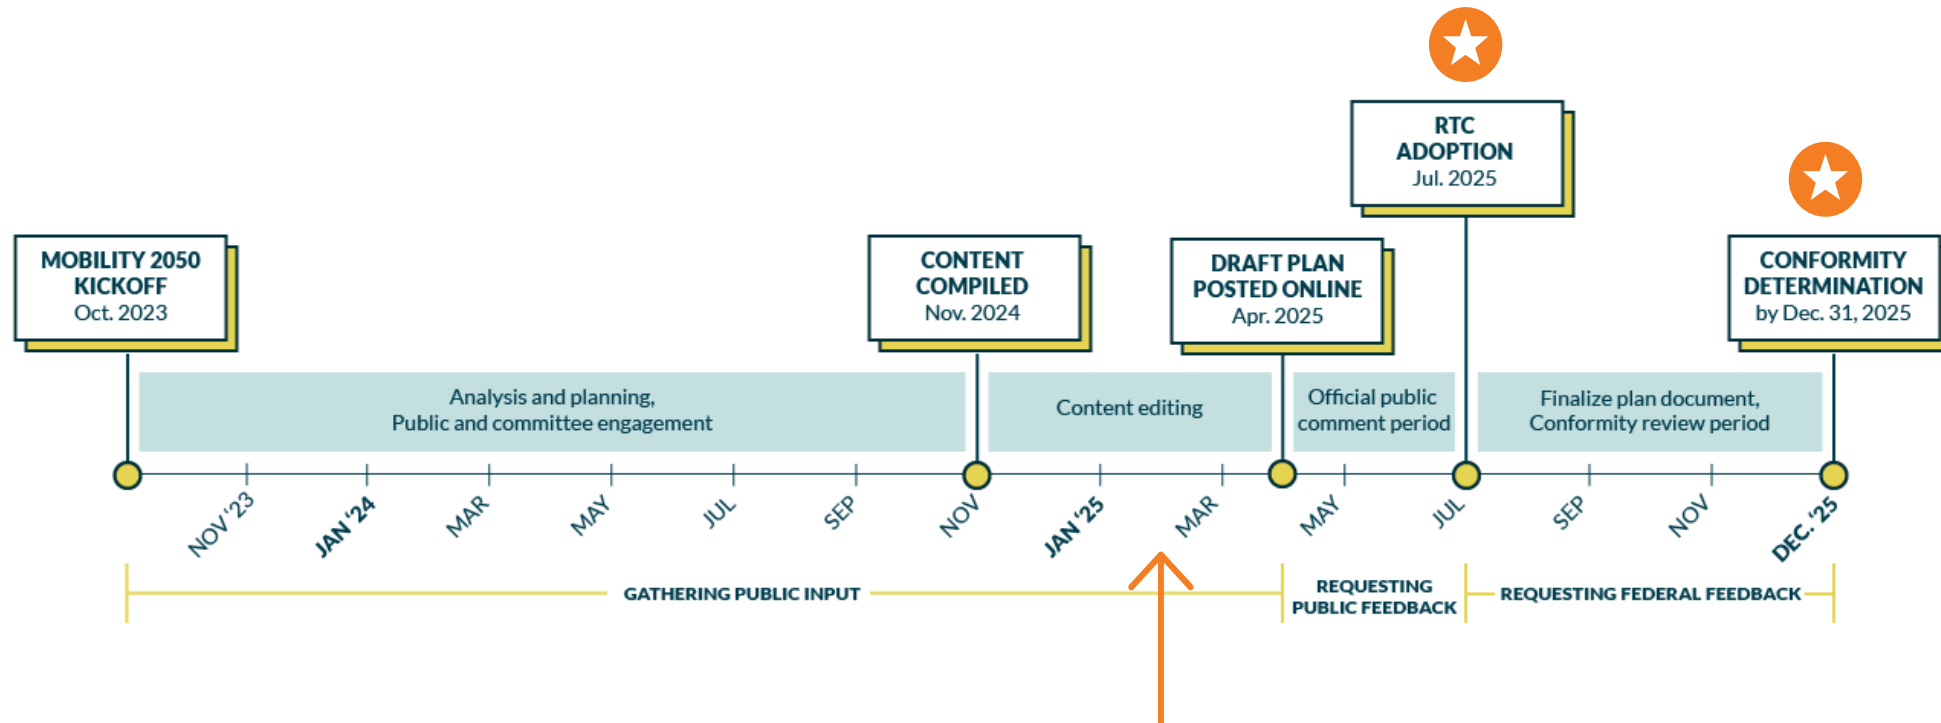 RTC
ADOPTION
Jul. 2025
MOBILITY 2050
KICKOFF
Oct. 2023
CONTENT
COMPILED
Nov. 2024
DRAFT PLAN
POSTED ONLINE
Apr. 2025
CONFORMITY
DETERMINATION
by Dec. 31, 2025
Analysis and planning,
Public and committee engagement
Content editing
Official public
comment period
Finalize plan document,
Conformity review period
NOV ‘23
JAN ‘24
MAR
MAY
JUL
SEP
NOV
JAN ‘25
MAR
MAY
JUL
SEP
NOV
DEC. ‘25
GATHERING PUBLIC INPUT
REQUESTING
PUBLIC FEEDBACK
REQUESTING FEDERAL FEEDBACK